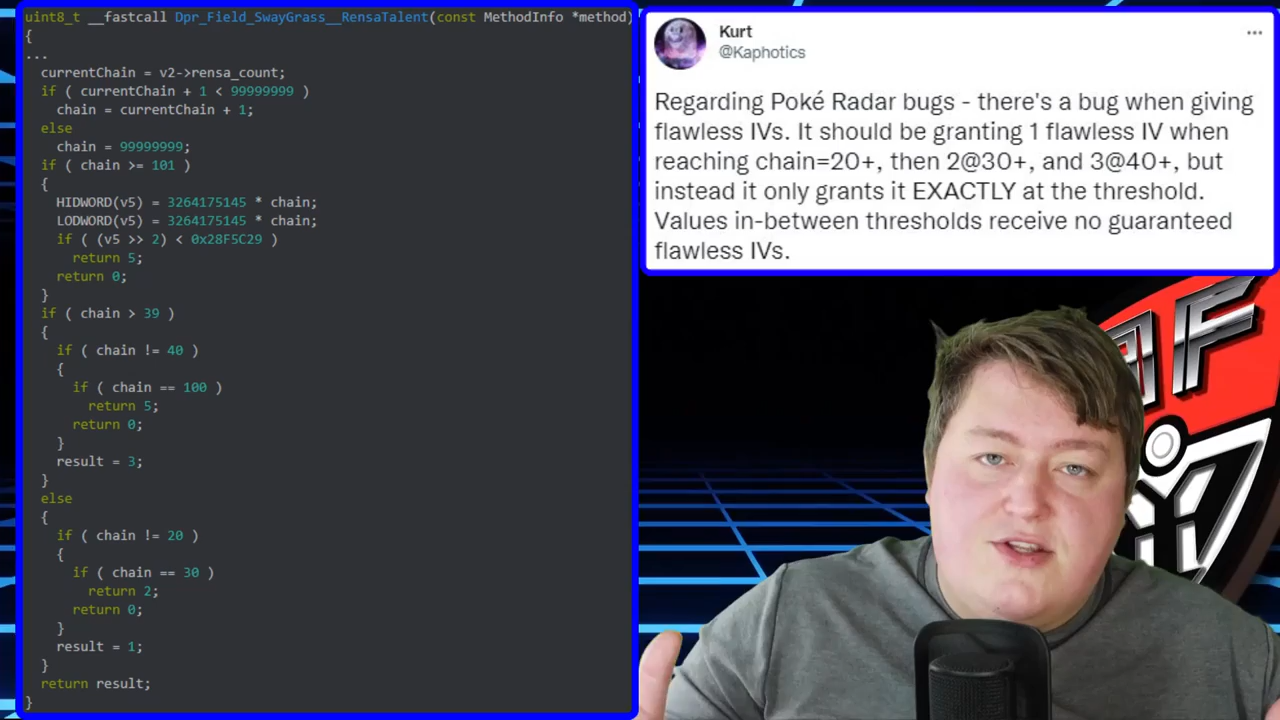 uint8_t __fastcall Dpr_Field_SwayGrass__RensaTalent(const MethodInfo *method)
{
...
currentChain = v2->rensa_count;
if ( currentChain + 1 < 99999999 )
chain = currentChain + 1;
else
chain = 99999999;
if ( chain >= 101 )
{
HIDWORD(v5) = 3264175145 * chain;
LODWORD(v5) = 3264175145 * chain;
if ( (v5 >> 2) < 0x28F5C29 )
return 5;
return 0;
}
if ( chain > 39 )
{
if ( chain != 40 )
{
if ( chain == 100 )
return 5;
return 0;
}
result = 3;
}
else
{
if ( chain != 20 )
{
if ( chain == 30 )
return 2;
return 0;
}
result = 1;
}
return result;
}
Kurt
@Kaphotics
Regarding Poké Radar bugs - there's a bug when giving
flawless IVs. It should be granting 1 flawless IV when
reaching chain=20+, then 2@30+, and 3@40+, but
instead it only grants it EXACTLY at the threshold.
Values in-between thresholds receive no guaranteed
flawless IVs.